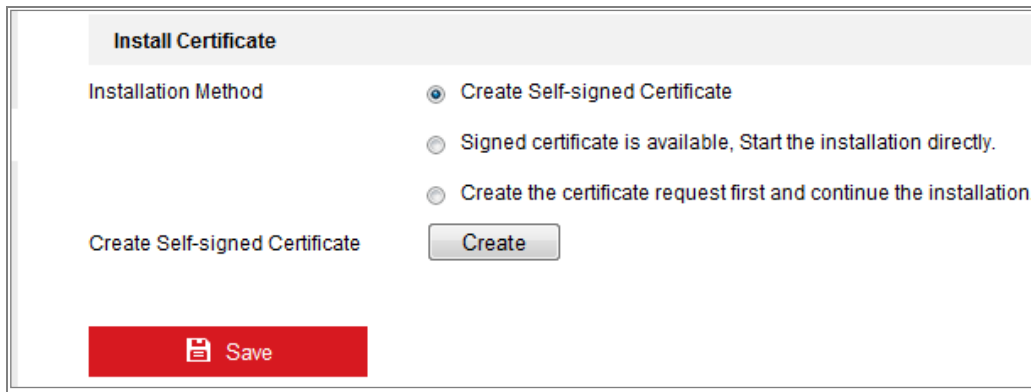 Install Certificate
Installation Method
Create Self-signed Certificate
Signed certificate is available, Start the installation directly.
Create the certificate request first and continue the installation
Create Self-signed Certificate
Create
Save